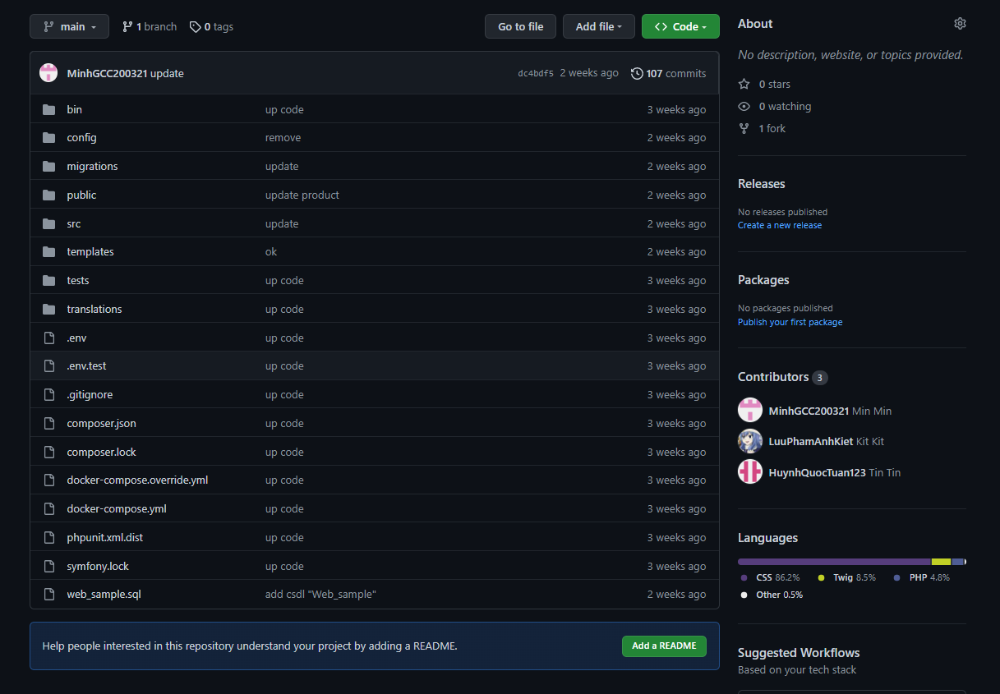 main 1 branch 0 tags Go to file Add file <> Code
MinhGCC200321 update dc4bdf5 2 weeks ago 107 commits
bin up code 3 weeks ago
config remove 2 weeks ago
migrations update 2 weeks ago
public update product 2 weeks ago
src update 2 weeks ago
templates ok 2 weeks ago
tests up code 3 weeks ago
translations up code 3 weeks ago
.env up code 3 weeks ago
.env.test up code 3 weeks ago
.gitignore up code 3 weeks ago
composer.json up code 3 weeks ago
composer.lock up code 3 weeks ago
docker-compose.override.yml up code 3 weeks ago
docker-compose.yml up code 3 weeks ago
phpunit.xml.dist up code 3 weeks ago
symfony.lock up code 3 weeks ago
web_sample.sql add csdl "Web_sample" 2 weeks ago
Help people interested in this repository understand your project by adding a README. Add a README
About
No description, website, or topics provided.
0 stars
0 watching
1 fork
Releases
No releases published
Create a new release
Packages
No packages published
Publish your first package
Contributors 3
MinhGCC200321 Min Min
LuuPhamAnhKiet Kit Kit
HuynhQuocTuan123 Tin Tin
Languages
CSS 86.2% Twig 8.5% PHP 4.8%
Other 0.5%
Suggested Workflows
Based on your tech stack